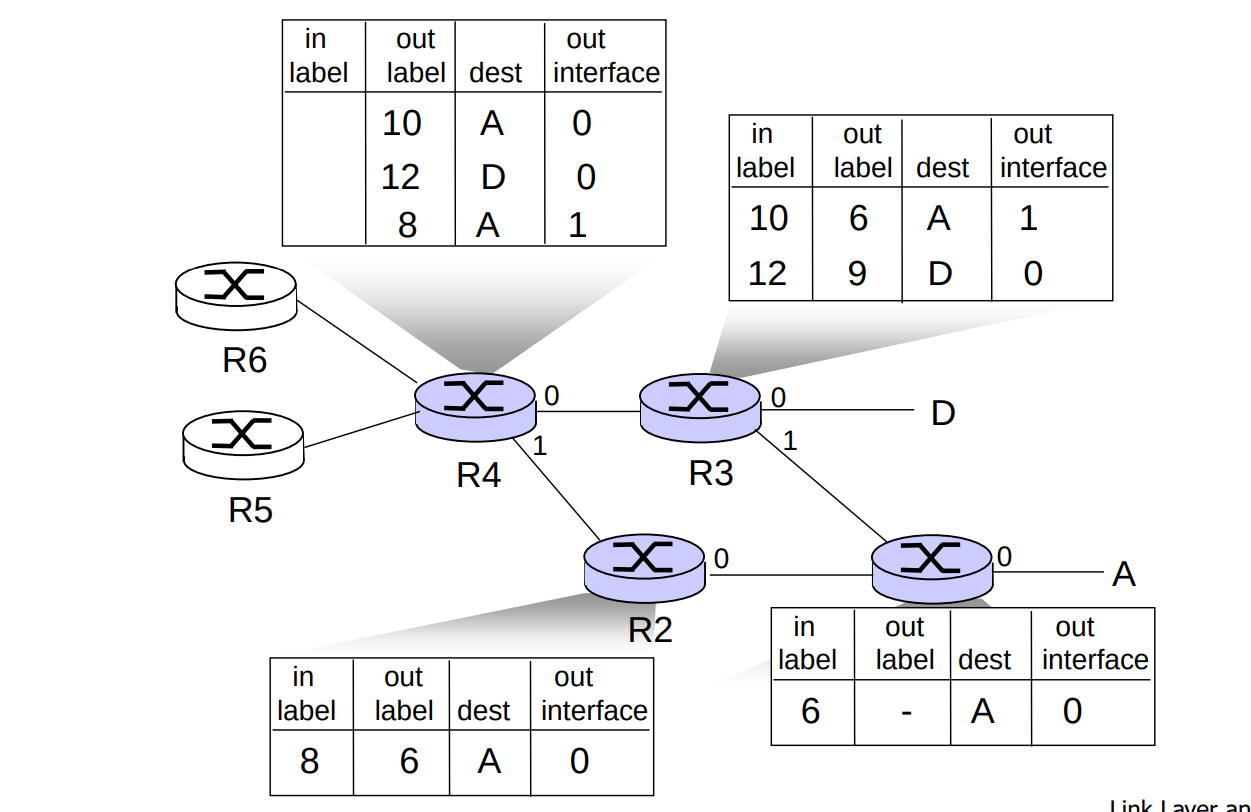 in out out
label label dest interface
10 A 0
12 D 0
8 A 1
in out out
label label dest interface
10 6 A 1
12 9 D 0
R6
0
0
D
1
1
R4
R3
R5
0
0
A
R2
in out out
label label dest interface
6 - A 0
in out out
label label dest interface
8 6 A 0
Link Layer an